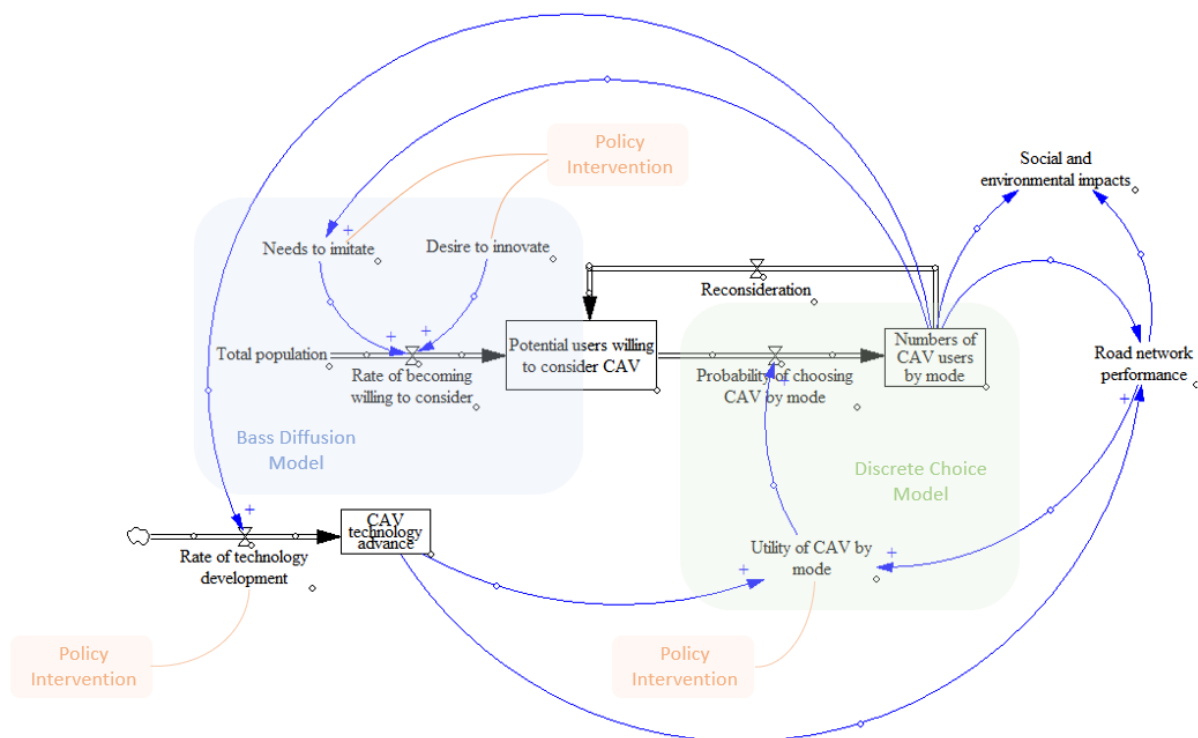 Policy
Intervention
Social and
environmental impacts
+
Needs to imitate
Desire to innovate
Reconsideration
+
+
Total population
Rate of becoming
willing to consider
Potential users willing
to consider CAV
Probability of choosing
CAV by mode
+
Numbers of
CAV users
by mode
Road network
performance
+
Bass Diffusion
Model
Discrete Choice
Model
+
CAV
technology
advance
Rate of technology
development
Utility of CAV by
mode
+
+
Policy
Intervention
Policy
Intervention